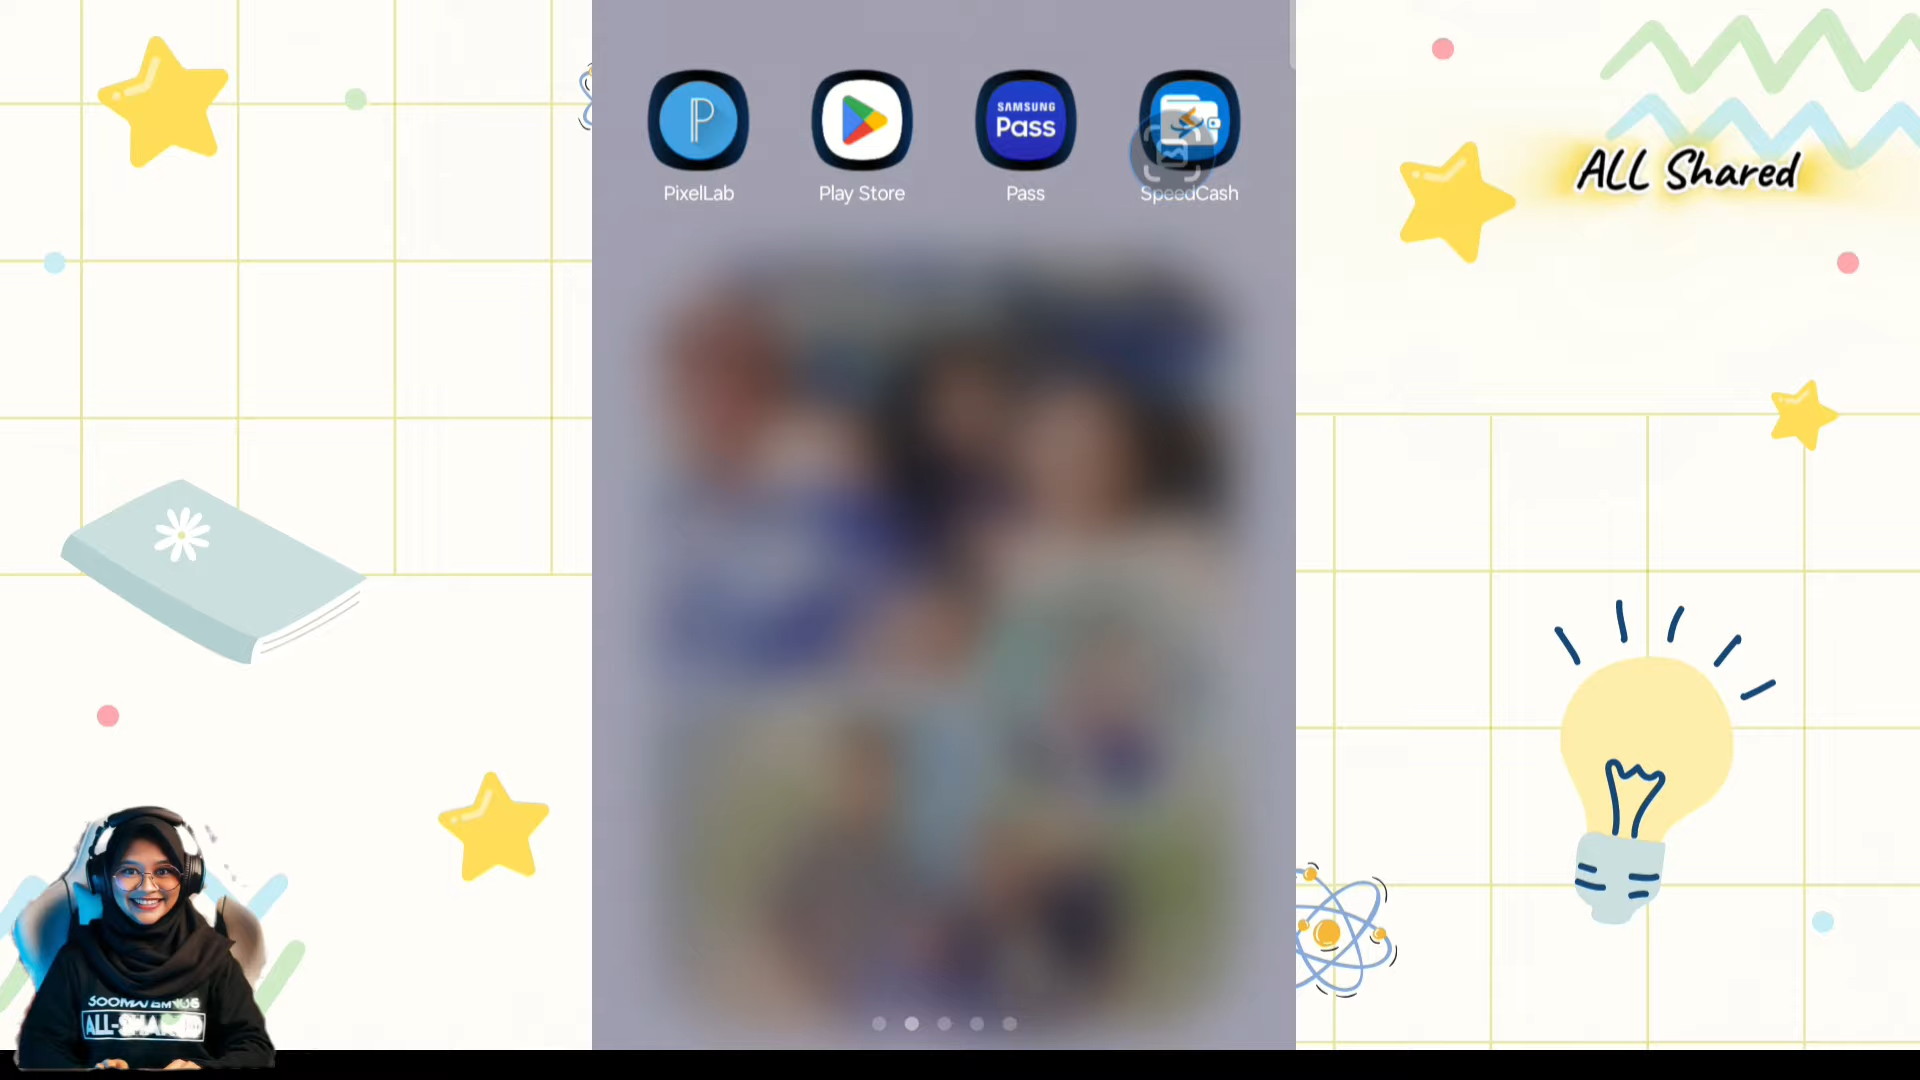 SAMSUNG
Pass
PixelLab
Play Store
Pass
SpeedCash
ALL Shared
ALL-SHARED